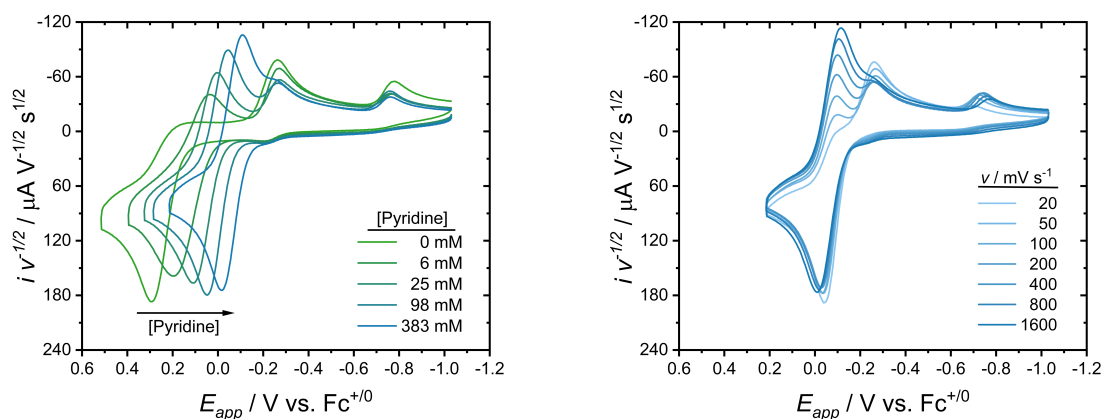 -120
-60
0
60
120
180
240
i v^-1/2 / μA V^-1/2 s^1/2
[Pyridine]
0 mM
6 mM
25 mM
98 mM
383 mM
[Pyridine]
0.6 0.4 0.2 0.0 -0.2 -0.4 -0.6 -0.8 -1.0 -1.2
E_app / V vs. Fc^+/0
-120
-60
0
60
120
180
240
i v^-1/2 / μA V^-1/2 s^1/2
v / mV s^-1
20
50
100
200
400
800
1600
0.6 0.4 0.2 0.0 -0.2 -0.4 -0.6 -0.8 -1.0 -1.2
E_app / V vs. Fc^+/0